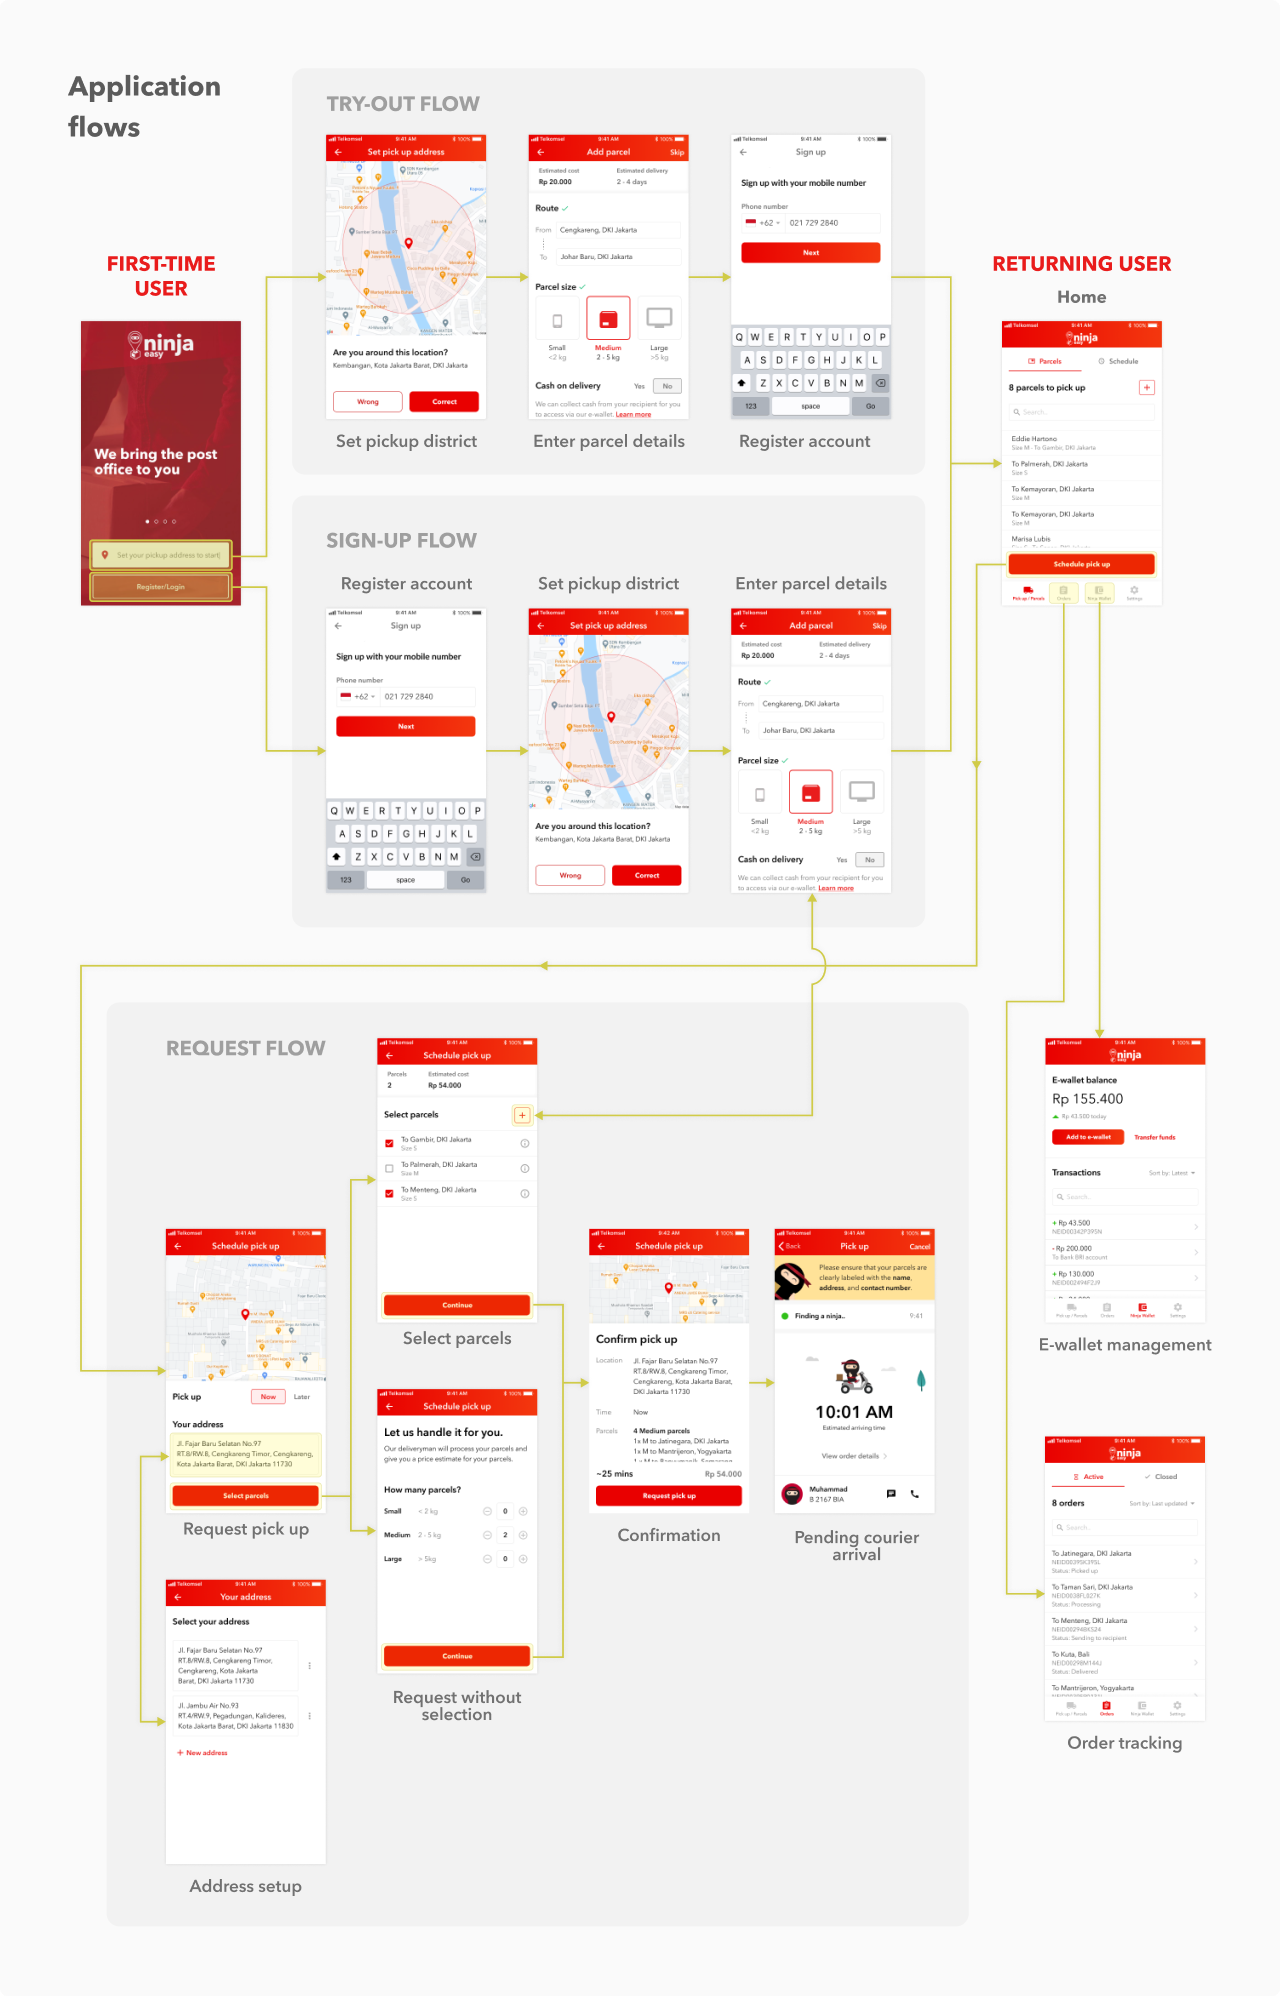 Application
flows
TRY-OUT FLOW
Telkomsel 9:41 AM 100%
Set pick up address
Are you around this location?
Kembangan, Kota Jakarta Barat, DKI Jakarta
Wrong Correct
Set pickup district
Telkomsel 9:41 AM 100%
Add parcel Skip
Estimated cost Estimated delivery
Rp 20.000 2 - 4 days
Route
From Cengkareng, DKI Jakarta
To Johar Baru, DKI Jakarta
Parcel size
Small Medium Large
<2 kg 2 - 5 kg >5 kg
Cash on delivery Yes No
We can collect cash from your recipient for you
to access via our e-wallet. Learn more
Enter parcel details
Telkomsel 9:41 AM 100%
Sign up
Sign up with your mobile number
Phone number
+62 021 729 2840
Next
Q W E R T Y U I O P
A S D F G H J K L
Z X C V B N M
123 space Go
Register account
FIRST-TIME
USER
ninja
easy
We bring the post
office to you
Set your pickup address to start
Register/Login
RETURNING USER
Home
Telkomsel 9:41 AM 100%
ninja
easy
Parcels Schedule
8 parcels to pick up
Search..
Eddie Hartono
Size M - To Gambir, DKI Jakarta
To Palmerah, DKI Jakarta
Size S
To Kemayoran, DKI Jakarta
Size M
To Kemayoran, DKI Jakarta
Size M
Marisa Lubis
Schedule pick up
Pick up / Parcels Orders Ninja Wallet Settings
SIGN-UP FLOW
Register account
Telkomsel 9:41 AM 100%
Sign up
Sign up with your mobile number
Phone number
+62 021 729 2840
Next
Q W E R T Y U I O P
A S D F G H J K L
Z X C V B N M
123 space Go
Set pickup district
Telkomsel 9:41 AM 100%
Set pick up address
Are you around this location?
Kembangan, Kota Jakarta Barat, DKI Jakarta
Wrong Correct
Enter parcel details
Telkomsel 9:41 AM 100%
Add parcel Skip
Estimated cost Estimated delivery
Rp 20.000 2 - 4 days
Route
From Cengkareng, DKI Jakarta
To Johar Baru, DKI Jakarta
Parcel size
Small Medium Large
<2 kg 2 - 5 kg >5 kg
Cash on delivery Yes No
We can collect cash from your recipient for you
to access via our e-wallet. Learn more
REQUEST FLOW
Telkomsel 9:41 AM 100%
Schedule pick up
Parcels Estimated cost
2 Rp 54.000
Select parcels
To Gambir, DKI Jakarta
Size S
To Palmerah, DKI Jakarta
Size M
To Menteng, DKI Jakarta
Size S
Continue
Select parcels
Telkomsel 9:41 AM 100%
Schedule pick up
Pick up Now Later
Your address
Jl. Fajar Baru Selatan No.97
RT.8/RW.8, Cengkareng Timor, Cengkareng,
Kota Jakarta Barat, DKI Jakarta 11730
Select parcels
Request pick up
Telkomsel 9:41 AM 100%
Your address
Select your address
Jl. Fajar Baru Selatan No.97
RT.8/RW.8, Cengkareng Timor,
Cengkareng, Kota Jakarta
Barat, DKI Jakarta 11730
Jl. Jambu Air No.93
RT.4/RW.9, Pegadungan, Kalideres,
Kota Jakarta Barat, DKI Jakarta 11830
+ New address
Address setup
Telkomsel 9:41 AM 100%
Schedule pick up
Let us handle it for you.
Our deliveryman will process your parcels and
give you a price estimate for your parcels.
How many parcels?
Small < 2 kg 0
Medium 2 - 5 kg 2
Large > 5kg 0
Continue
Request without
selection
Telkomsel 9:42 AM 100%
Schedule pick up
Confirm pick up
Location Jl. Fajar Baru Selatan No.97
RT.8/RW.8, Cengkareng Timor,
Cengkareng, Kota Jakarta Barat,
DKI Jakarta 11730
Time Now
Parcels 4 Medium parcels
1x M to Jatinegara, DKI Jakarta
1x M to Mantrijeron, Yogyakarta
~25 mins Rp 54.000
Request pick up
Confirmation
Telkomsel 9:41 AM 100%
Back Pick up Cancel
Please ensure that your parcels are
clearly labeled with the name,
address, and contact number.
Finding a ninja.. 9:41
10:01 AM
Estimated arriving time
View order details
Muhammad
B 2167 BIA
Pending courier
arrival
Telkomsel 9:41 AM 100%
ninja
easy
E-wallet balance
Rp 155.400
Rp 43.500 today
Add to e-wallet Transfer funds
Transactions Sort by: Latest
Search..
+ Rp 43.500
NEID00342P395N
- Rp 200.000
To Bank BRI account
+ Rp 130.000
NEID002494F2J9
Pick up / Parcels Orders Ninja Wallet Settings
E-wallet management
Telkomsel 9:41 AM 100%
ninja
easy
Active Closed
8 orders Sort by: Last updated
Search..
To Jatinegara, DKI Jakarta
NEID00395K395L
Status: Picked up
To Taman Sari, DKI Jakarta
NEID0038FL827K
Status: Processing
To Menteng, DKI Jakarta
NEID00294BKS24
Status: Sending to recipient
To Kuta, Bali
NEID00298M144J
Status: Delivered
To Mantrijeron, Yogyakarta
Pick up / Parcels Orders Ninja Wallet Settings
Order tracking